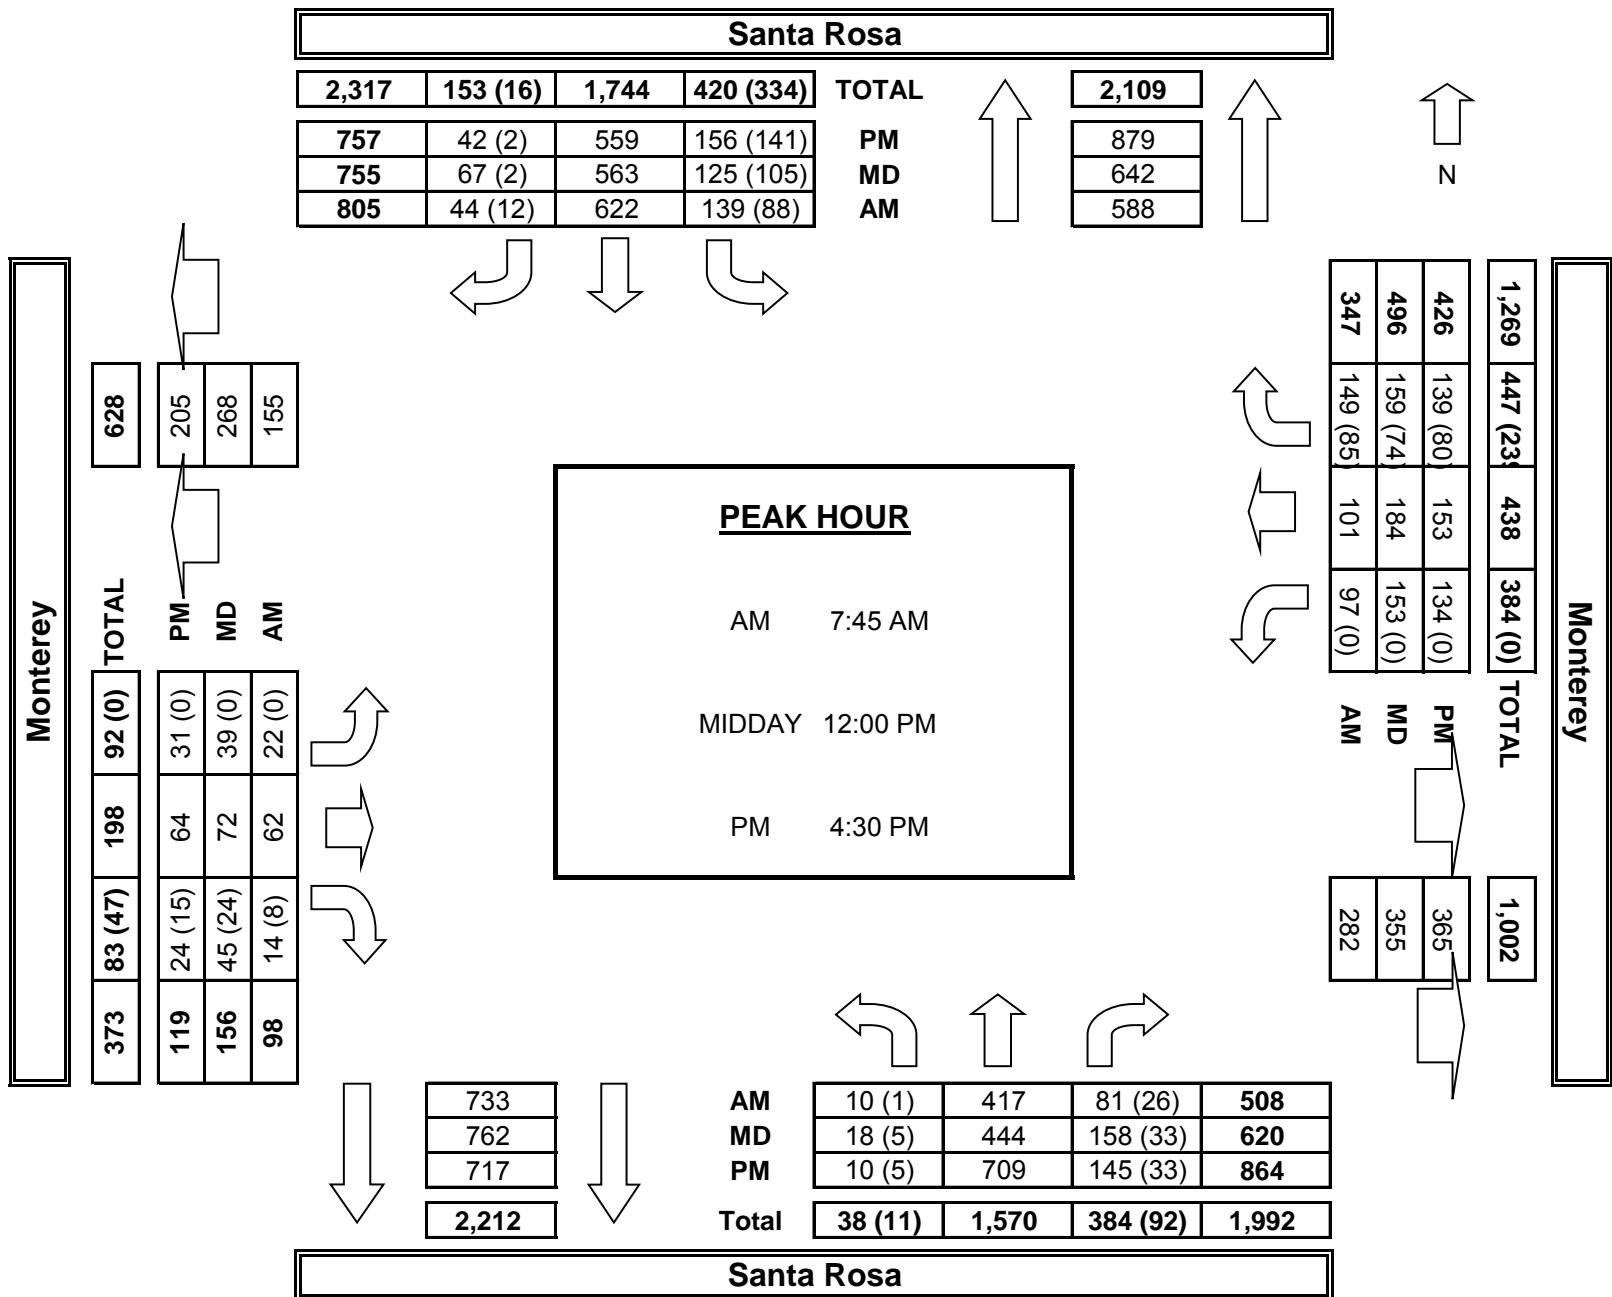 Santa Rosa
2,317 153 (16) 1,744 420 (334) TOTAL 2,109
757 42 (2) 559 156 (141) PM 879
755 67 (2) 563 125 (105) MD 642
805 44 (12) 622 139 (88) AM 588
N
Monterey
628
205 268 155
TOTAL PM MD AM
92 (0) 31 (0) 39 (0) 22 (0)
198 64 72 62
83 (47) 24 (15) 45 (24) 14 (8)
373 119 156 98
PEAK HOUR
AM 7:45 AM
MIDDAY 12:00 PM
PM 4:30 PM
347 496 426 1,269
149 (85) 159 (74) 139 (80) 447 (239
101 184 153 438
97 (0) 153 (0) 134 (0) 384 (0)
AM MD PM TOTAL
282 355 365 1,002
Monterey
733 AM 10 (1) 417 81 (26) 508
762 MD 18 (5) 444 158 (33) 620
717 PM 10 (5) 709 145 (33) 864
2,212 Total 38 (11) 1,570 384 (92) 1,992
Santa Rosa